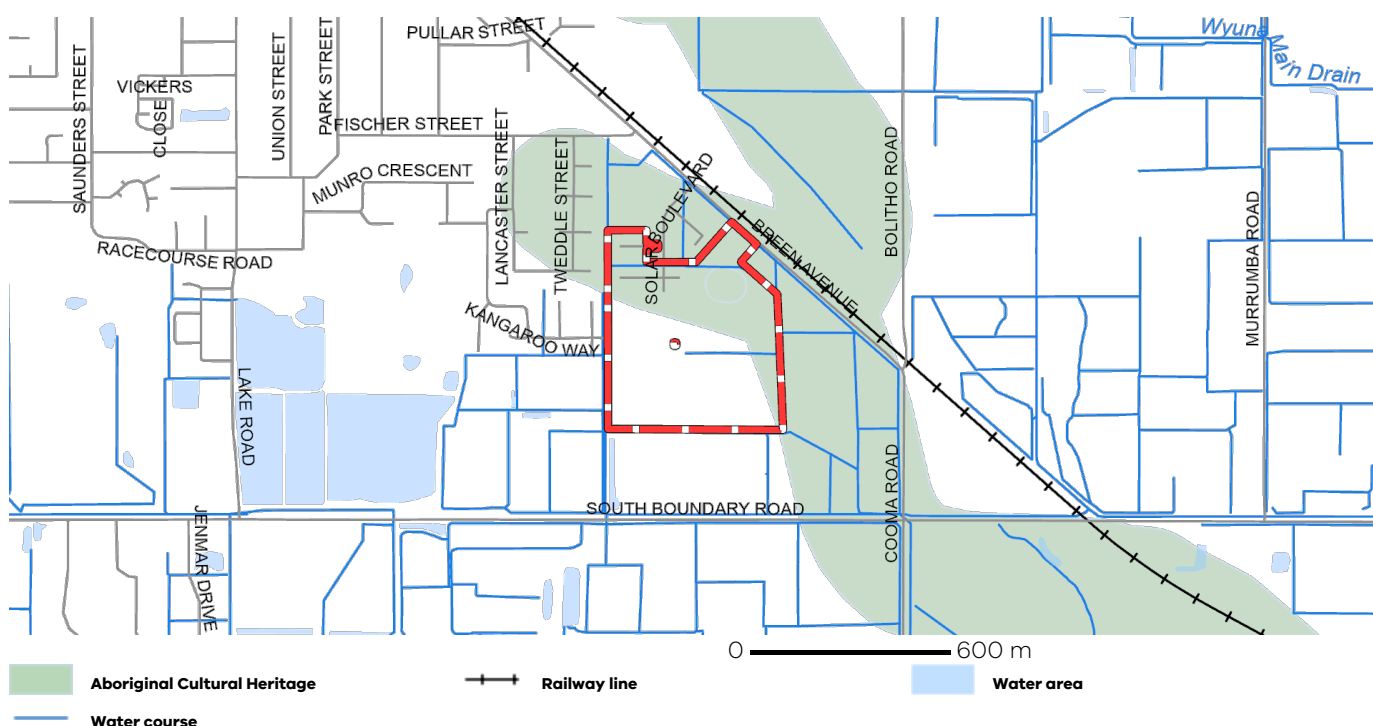 PULLAR STREET
Wyuna
Main Drain
SAUNDERS STREET
VICKERS
CLOSE
UNION STREET
PARK STREET
FISCHER STREET
LANCASTER STREET
TWEDDLE STREET
MUNRO CRESCENT
SOLAR BOULEVARD
BREEN AVENUE
BOLITHO ROAD
MURRUMBA ROAD
RACECOURSE ROAD
KANGAROO WAY
LAKE ROAD
SOUTH BOUNDARY ROAD
COOMA ROAD
JENMAR DRIVE
0 600 m
Aboriginal Cultural Heritage
Railway line
Water area
Water course